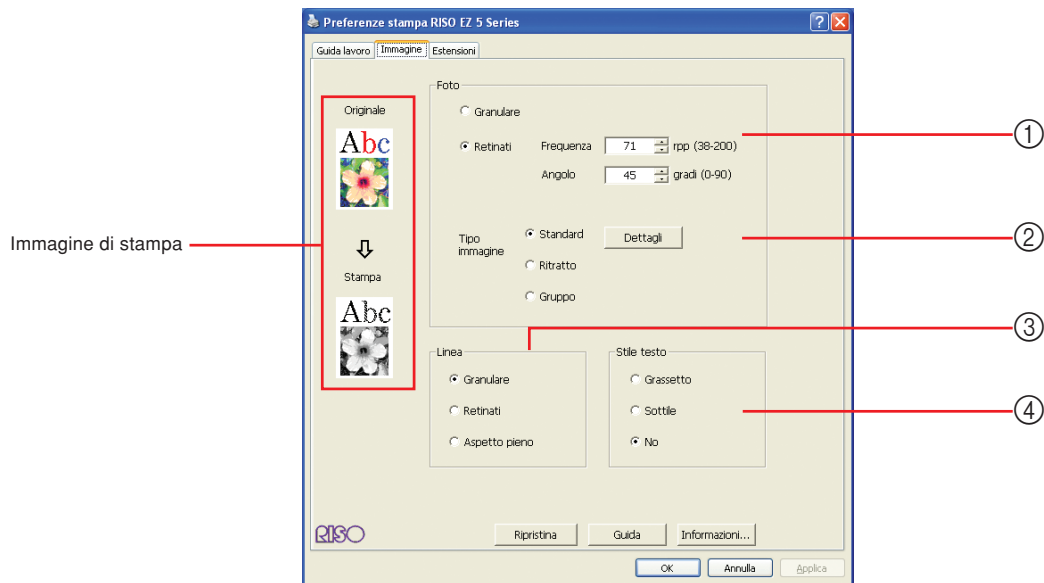 Preferenze stampa RISO EZ 5 Series
Guida lavoro Immagine Estensioni
Originale
Abc
Stampa
Abc
Immagine di stampa
Foto
Granulare
Retinati Frequenza 71 rpp (38-200)
Angolo 45 gradi (0-90)
①
Tipo immagine
Standard Dettagli
Ritratto
Gruppo
②
③
Linea
Granulare
Retinati
Aspetto pieno
Stile testo
Grassetto
Sottile
No
④
RISO
Ripristina Guida Informazioni...
OK Annulla Applica